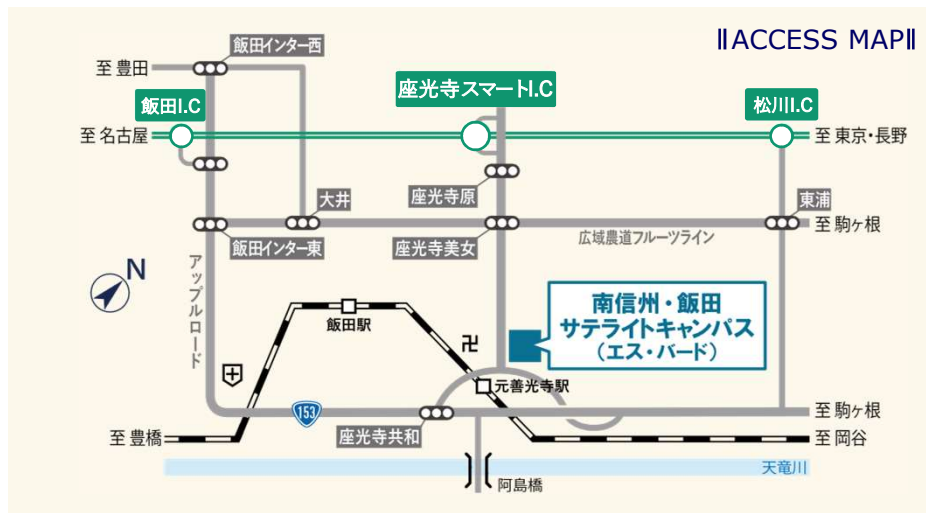 ACCESS MAP
飯田インター西
至 豊田
座光寺スマートI.C
飯田I.C
松川I.C
至 名古屋
至 東京・長野
座光寺原
大井
東浦
至 駒ヶ根
飯田インター東
座光寺美女
広域農道フルーツライン
N
アップルロード
南信州・飯田
サテライトキャンパス
(エス・バード)
飯田駅
元善光寺駅
153
至 駒ヶ根
座光寺共和
至 豊橋
至 岡谷
天竜川
阿島橋